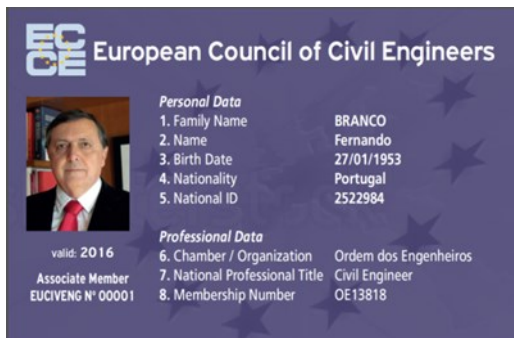 EC
CE
European Council of Civil Engineers
Personal Data
1. Family Name BRANCO
2. Name Fernando
3. Birth Date 27/01/1953
4. Nationality Portugal
5. National ID 2522984
Professional Data
6. Chamber / Organization Ordem dos Engenheiros
7. National Professional Title Civil Engineer
8. Membership Number OE13818
valid: 2016
Associate Member
EUCIVENG Nº 00001